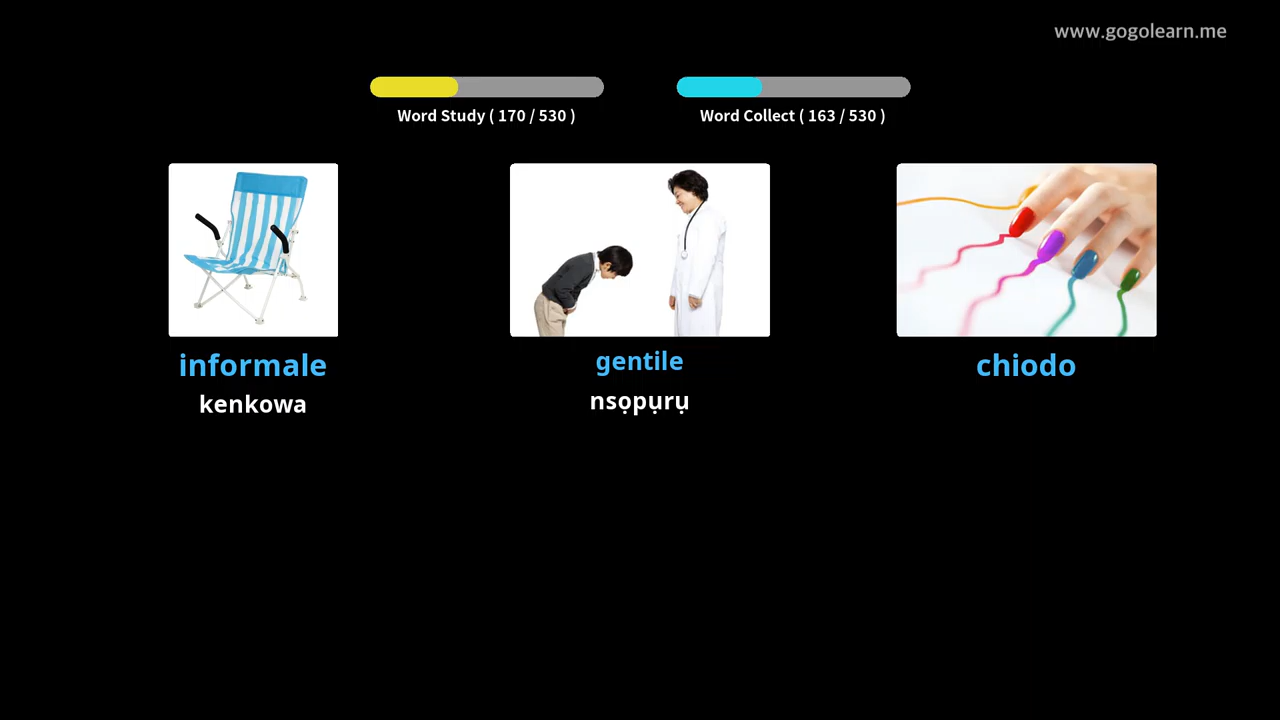 www.gogolearn.me
Word Study ( 170 / 530 )
Word Collect ( 163 / 530 )
informale
kenkowa
gentile
nsọpụrụ
chiodo